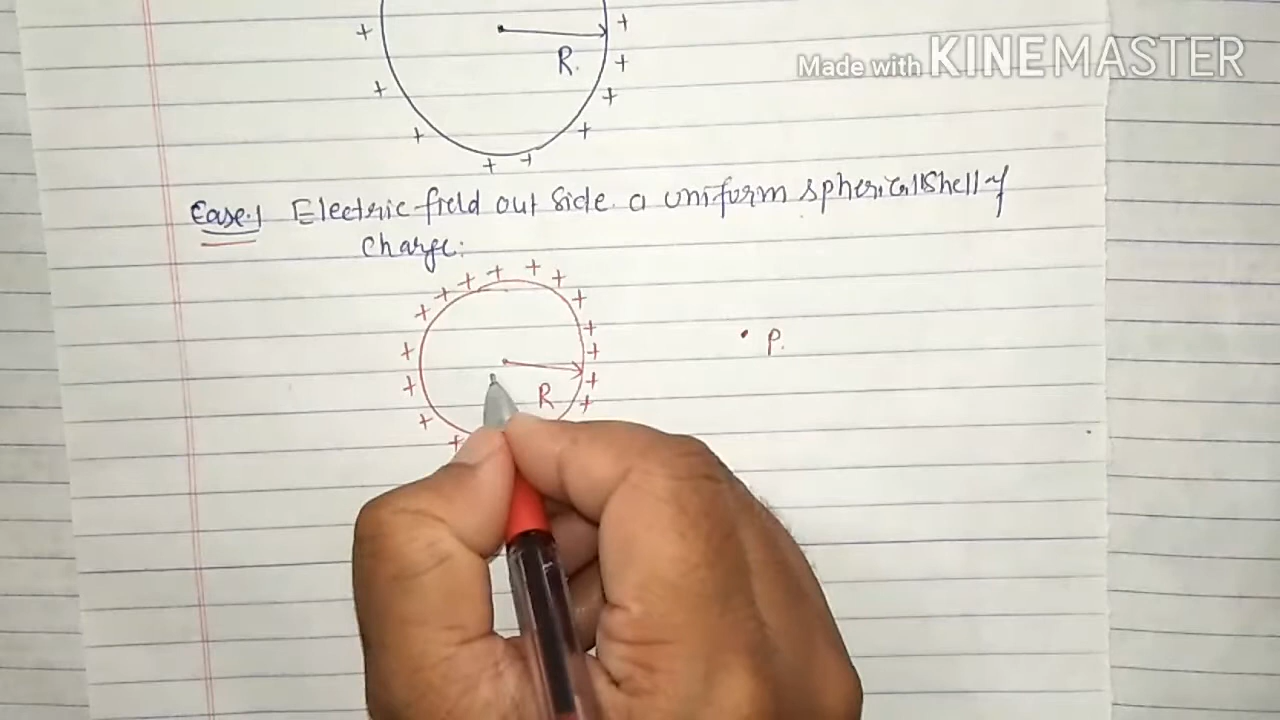 R.
Made with KINEMASTER
Case.1 Electric field out side a uniform spherical shell of
charge:
P.
R